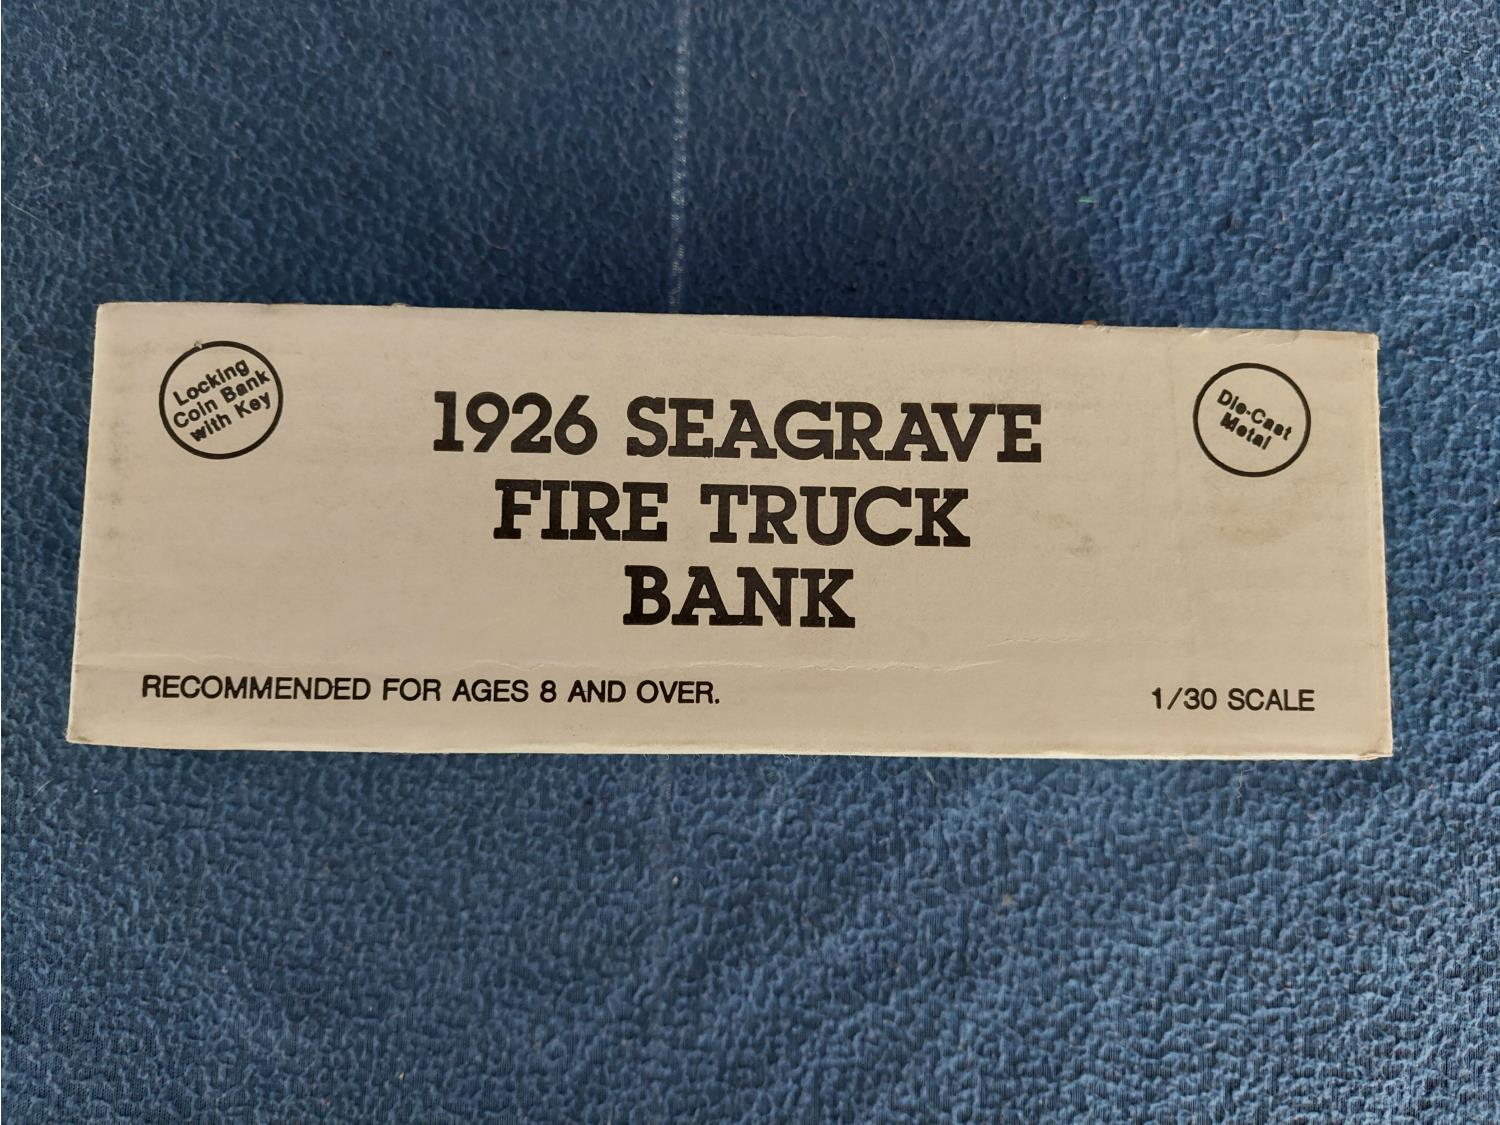 Locking
Coin Bank
with Key
Die-Cast
Metal
1926 SEAGRAVE
FIRE TRUCK
BANK
RECOMMENDED FOR AGES 8 AND OVER.
1/30 SCALE